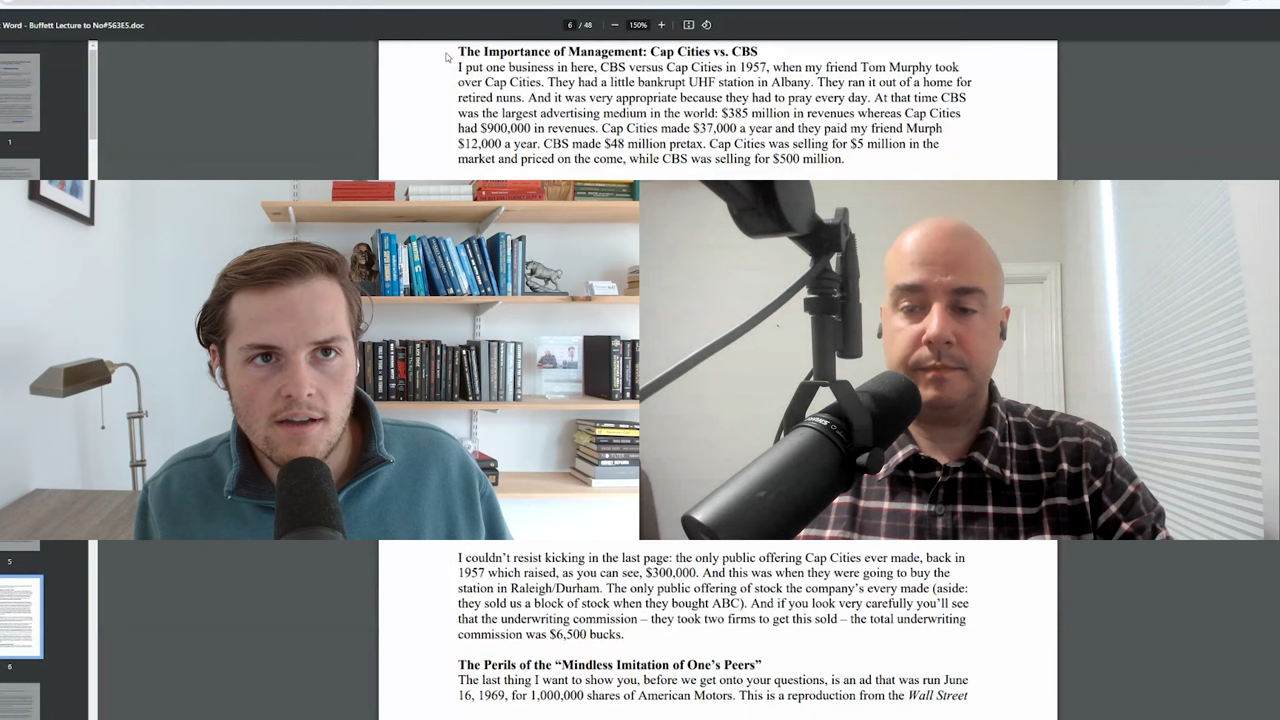 Word - Buffett Lecture to No#563E5.doc
6 / 48
150%
The Importance of Management: Cap Cities vs. CBS
I put one business in here, CBS versus Cap Cities in 1957, when my friend Tom Murphy took
over Cap Cities. They had a little bankrupt UHF station in Albany. They ran it out of a home for
retired nuns. And it was very appropriate because they had to pray every day. At that time CBS
was the largest advertising medium in the world: $385 million in revenues whereas Cap Cities
had $900,000 in revenues. Cap Cities made $37,000 a year and they paid my friend Murph
$12,000 a year. CBS made $48 million pretax. Cap Cities was selling for $5 million in the
market and priced on the come, while CBS was selling for $500 million.
1
5
6
I couldn't resist kicking in the last page: the only public offering Cap Cities ever made, back in
1957 which raised, as you can see, $300,000. And this was when they were going to buy the
station in Raleigh/Durham. The only public offering of stock the company's every made (aside:
they sold us a block of stock when they bought ABC). And if you look very carefully you'll see
that the underwriting commission – they took two firms to get this sold – the total underwriting
commission was $6,500 bucks.
The Perils of the "Mindless Imitation of One's Peers"
The last thing I want to show you, before we get onto your questions, is an ad that was run June
16, 1969, for 1,000,000 shares of American Motors. This is a reproduction from the Wall Street